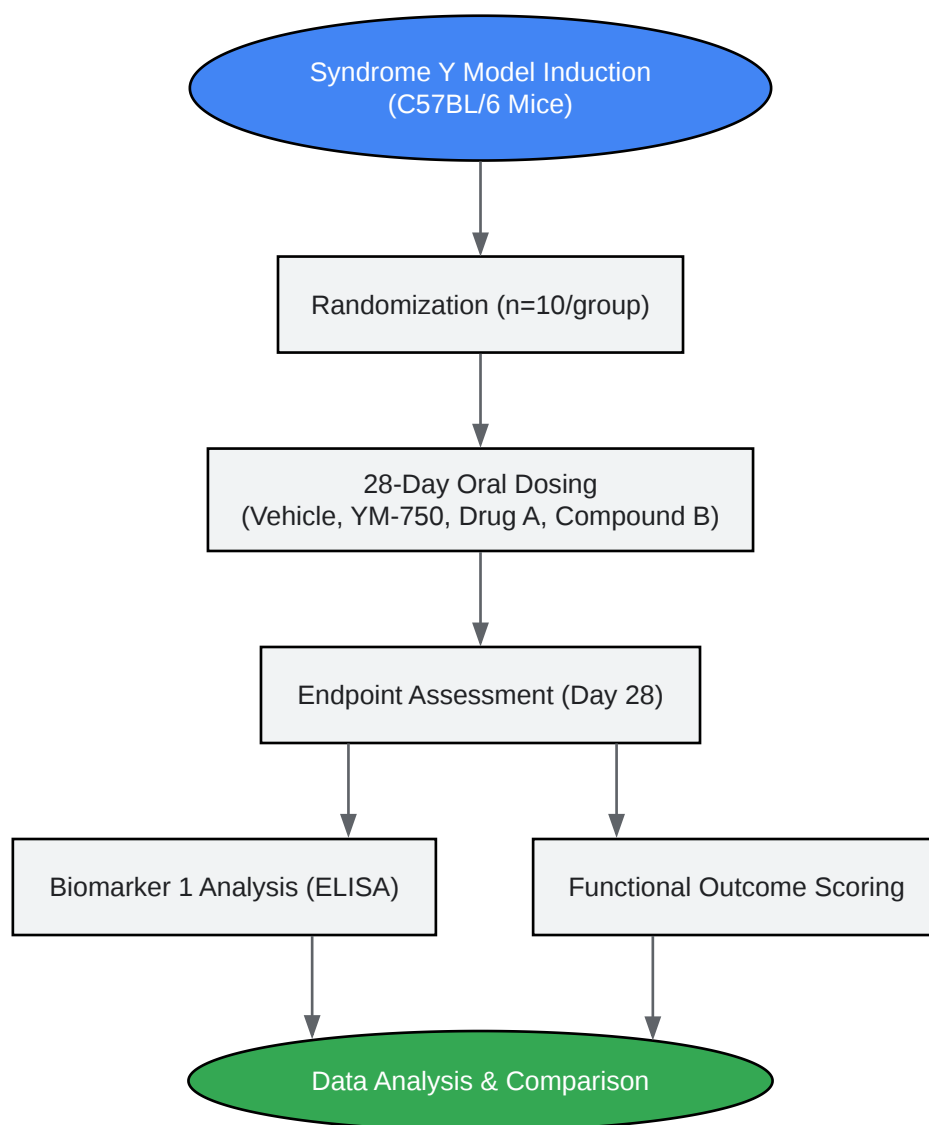 Syndrome Y Model Induction
(C57BL/6 Mice)
Randomization (n=10/group)
28-Day Oral Dosing
(Vehicle, YM-750, Drug A, Compound B)
Endpoint Assessment (Day 28)
Biomarker 1 Analysis (ELISA)
Functional Outcome Scoring
Data Analysis & Comparison